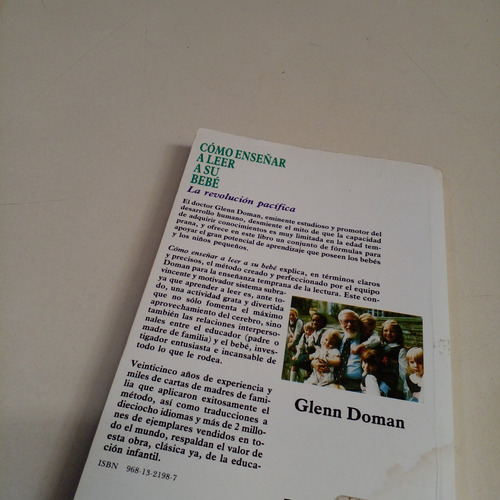 CÓMO ENSEÑAR
A LEER
A SU
BEBÉ
La revolución pacífica
El doctor Glenn Doman, eminente estudioso y promotor del
desarrollo humano, desmiente el mito de que la capacidad
de adquirir conocimientos es muy limitada en la edad tem-
prana, y ofrece en este libro un conjunto de fórmulas para
apoyar el gran potencial de aprendizaje que poseen los bebés
y los niños pequeños.
Cómo enseñar a leer a su bebé explica, en términos claros
y precisos, el método creado y perfeccionado por el equipo
Doman para la enseñanza temprana de la lectura. Este con-
vincente y motivador sistema subra-
ya que aprender a leer es, ante to-
do, una actividad grata y divertida
que no sólo fomenta el máximo
aprovechamiento del cerebro, sino
también las relaciones interperso-
nales entre el educador (padre o
madre de familia) y el bebé, inves-
tigador entusiasta e incansable de
todo lo que le rodea.
Veinticinco años de experiencia y
miles de cartas de madres de fami-
lia que aplicaron exitosamente el
método, así como traducciones a
dieciocho idiomas y más de 2 millo-
nes de ejemplares vendidos en to-
do el mundo, respaldan el valor de
esta obra, clásica ya, de la educa-
ción infantil.
Glenn Doman
ISBN 968-13-2198-7